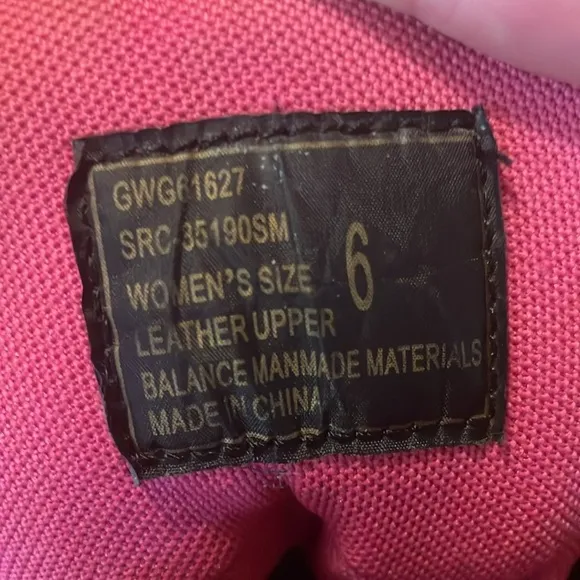 GWG61627
SRC-35190SM
WOMEN'S SIZE 6
LEATHER UPPER
BALANCE MANMADE MATERIALS
MADE IN CHINA